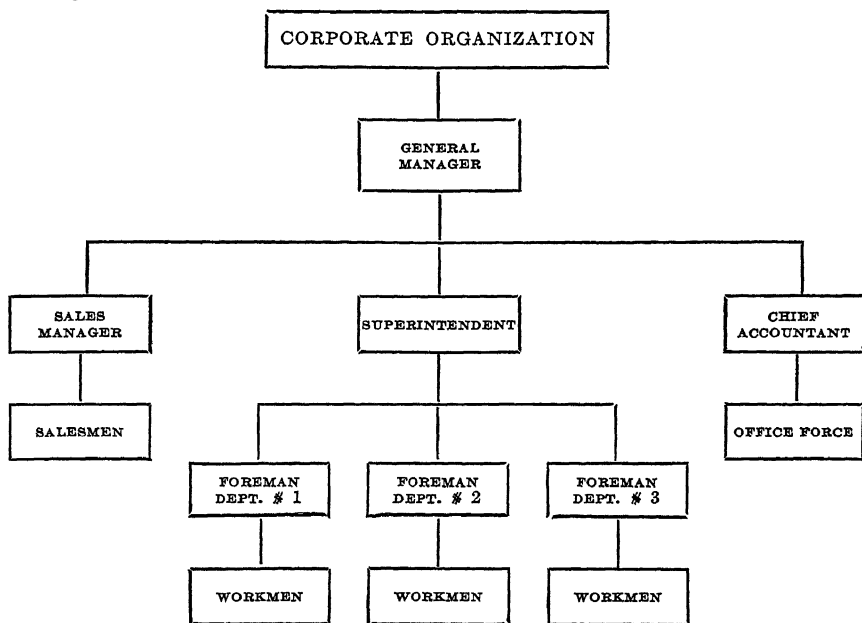 CORPORATE ORGANIZATION
GENERAL
MANAGER
SALES
MANAGER
SUPERINTENDENT
CHIEF
ACCOUNTANT
SALESMEN
OFFICE FORCE
FOREMAN
DEPT. # 1
FOREMAN
DEPT. # 2
FOREMAN
DEPT. # 3
WORKMEN
WORKMEN
WORKMEN